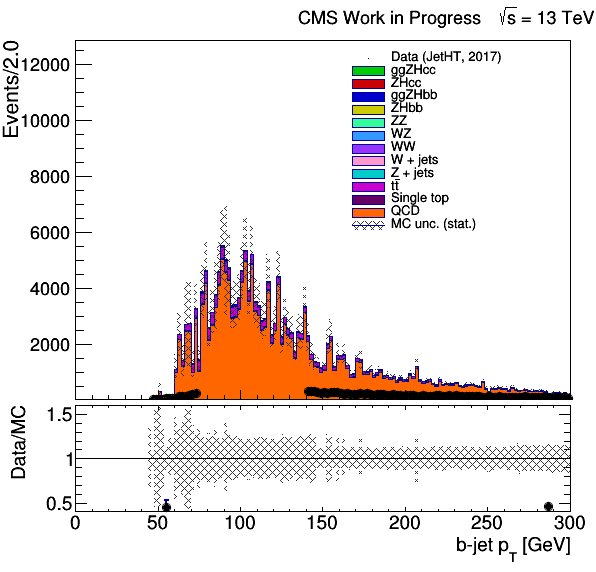 CMS Work in Progress √s = 13 TeV
Events/2.0
12000
10000
8000
6000
4000
2000
Data (JetHT, 2017)
ggZHcc
ZHcc
ggZHbb
ZHbb
ZZ
WZ
WW
W + jets
Z + jets
tt̄
Single top
QCD
MC unc. (stat.)
Data/MC
1.5
1
0.5
0 50 100 150 200 250 300
b-jet p_T [GeV]